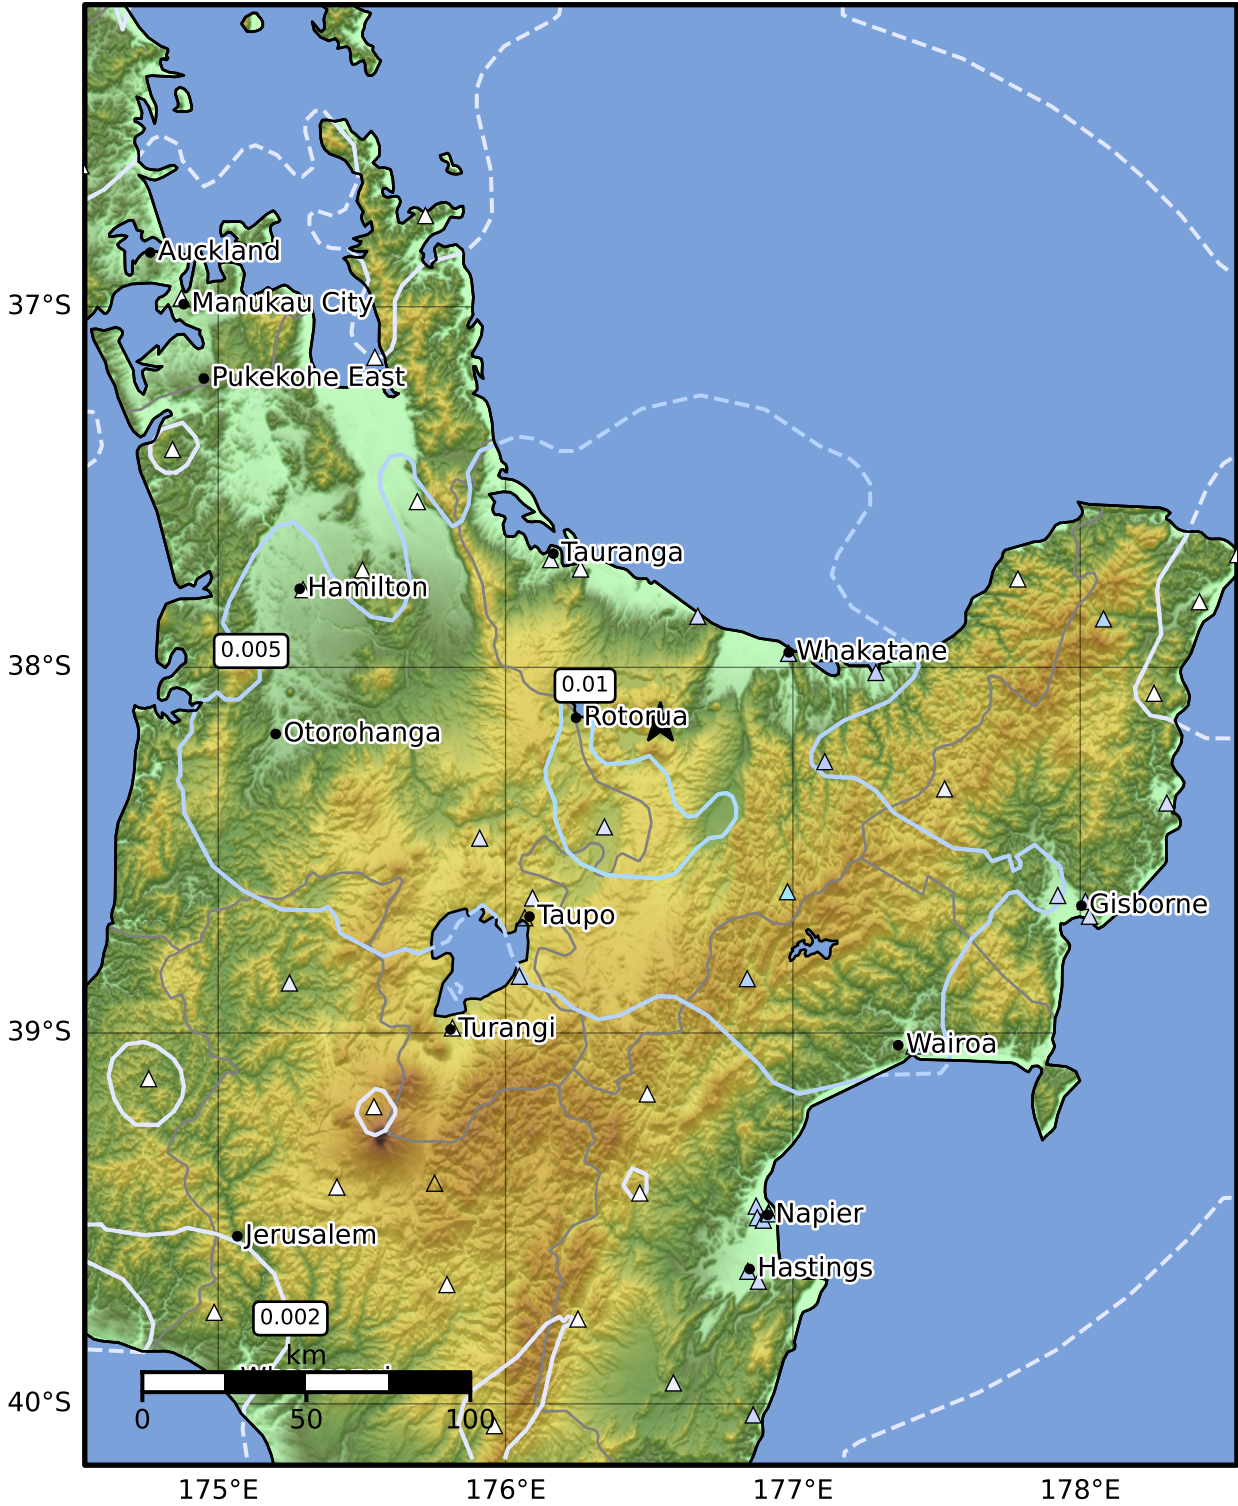 Auckland
37°S
Manukau City
Pukekohe East
Tauranga
Hamilton
0.005
38°S
Whakatane
0.01
Rotorua
Otorohanga
Taupo
Gisborne
39°S
Turangi
Wairoa
Napier
Jerusalem
Hastings
0.002
km
40°S
0 50 100
175°E 176°E 177°E 178°E